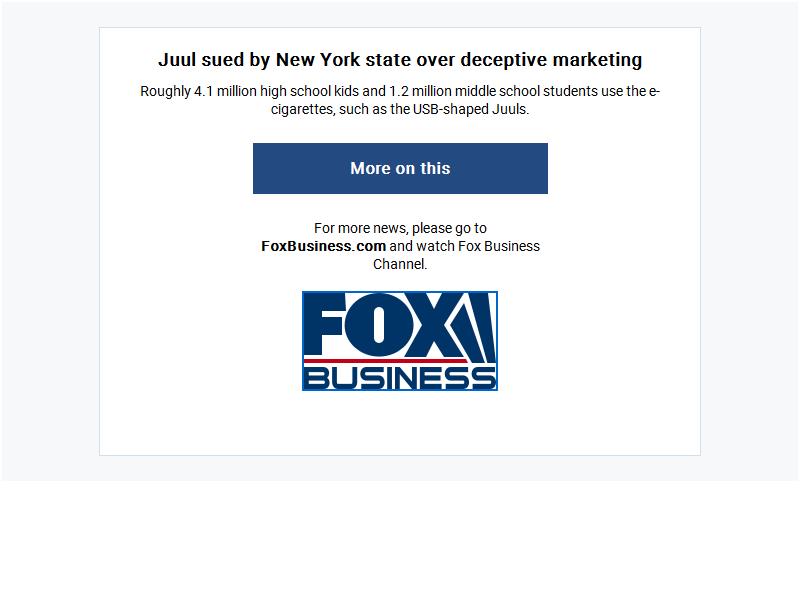 Juul sued by New York state over deceptive marketing
Roughly 4.1 million high school kids and 1.2 million middle school students use the e-
cigarettes, such as the USB-shaped Juuls.
More on this
For more news, please go to
FoxBusiness.com and watch Fox Business
Channel.
FOX
BUSINESS